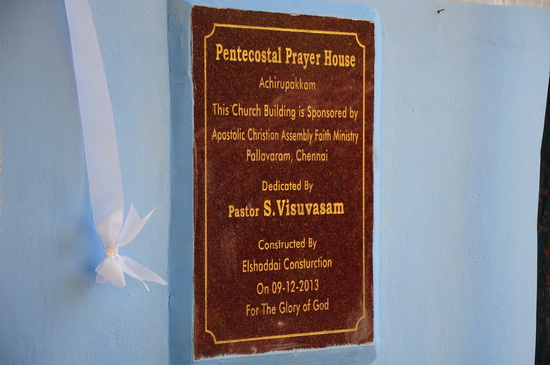 Pentecostal Prayer House
Achirupakkam
This Church Building is Sponsored by
Apostolic Christian Assembly Faith Ministry
Pallavaram, Chennai
Dedicated By
Pastor S.Visuvasam
Constructed By
Elshaddai Consturction
On 09-12-2013
For The Glory of God